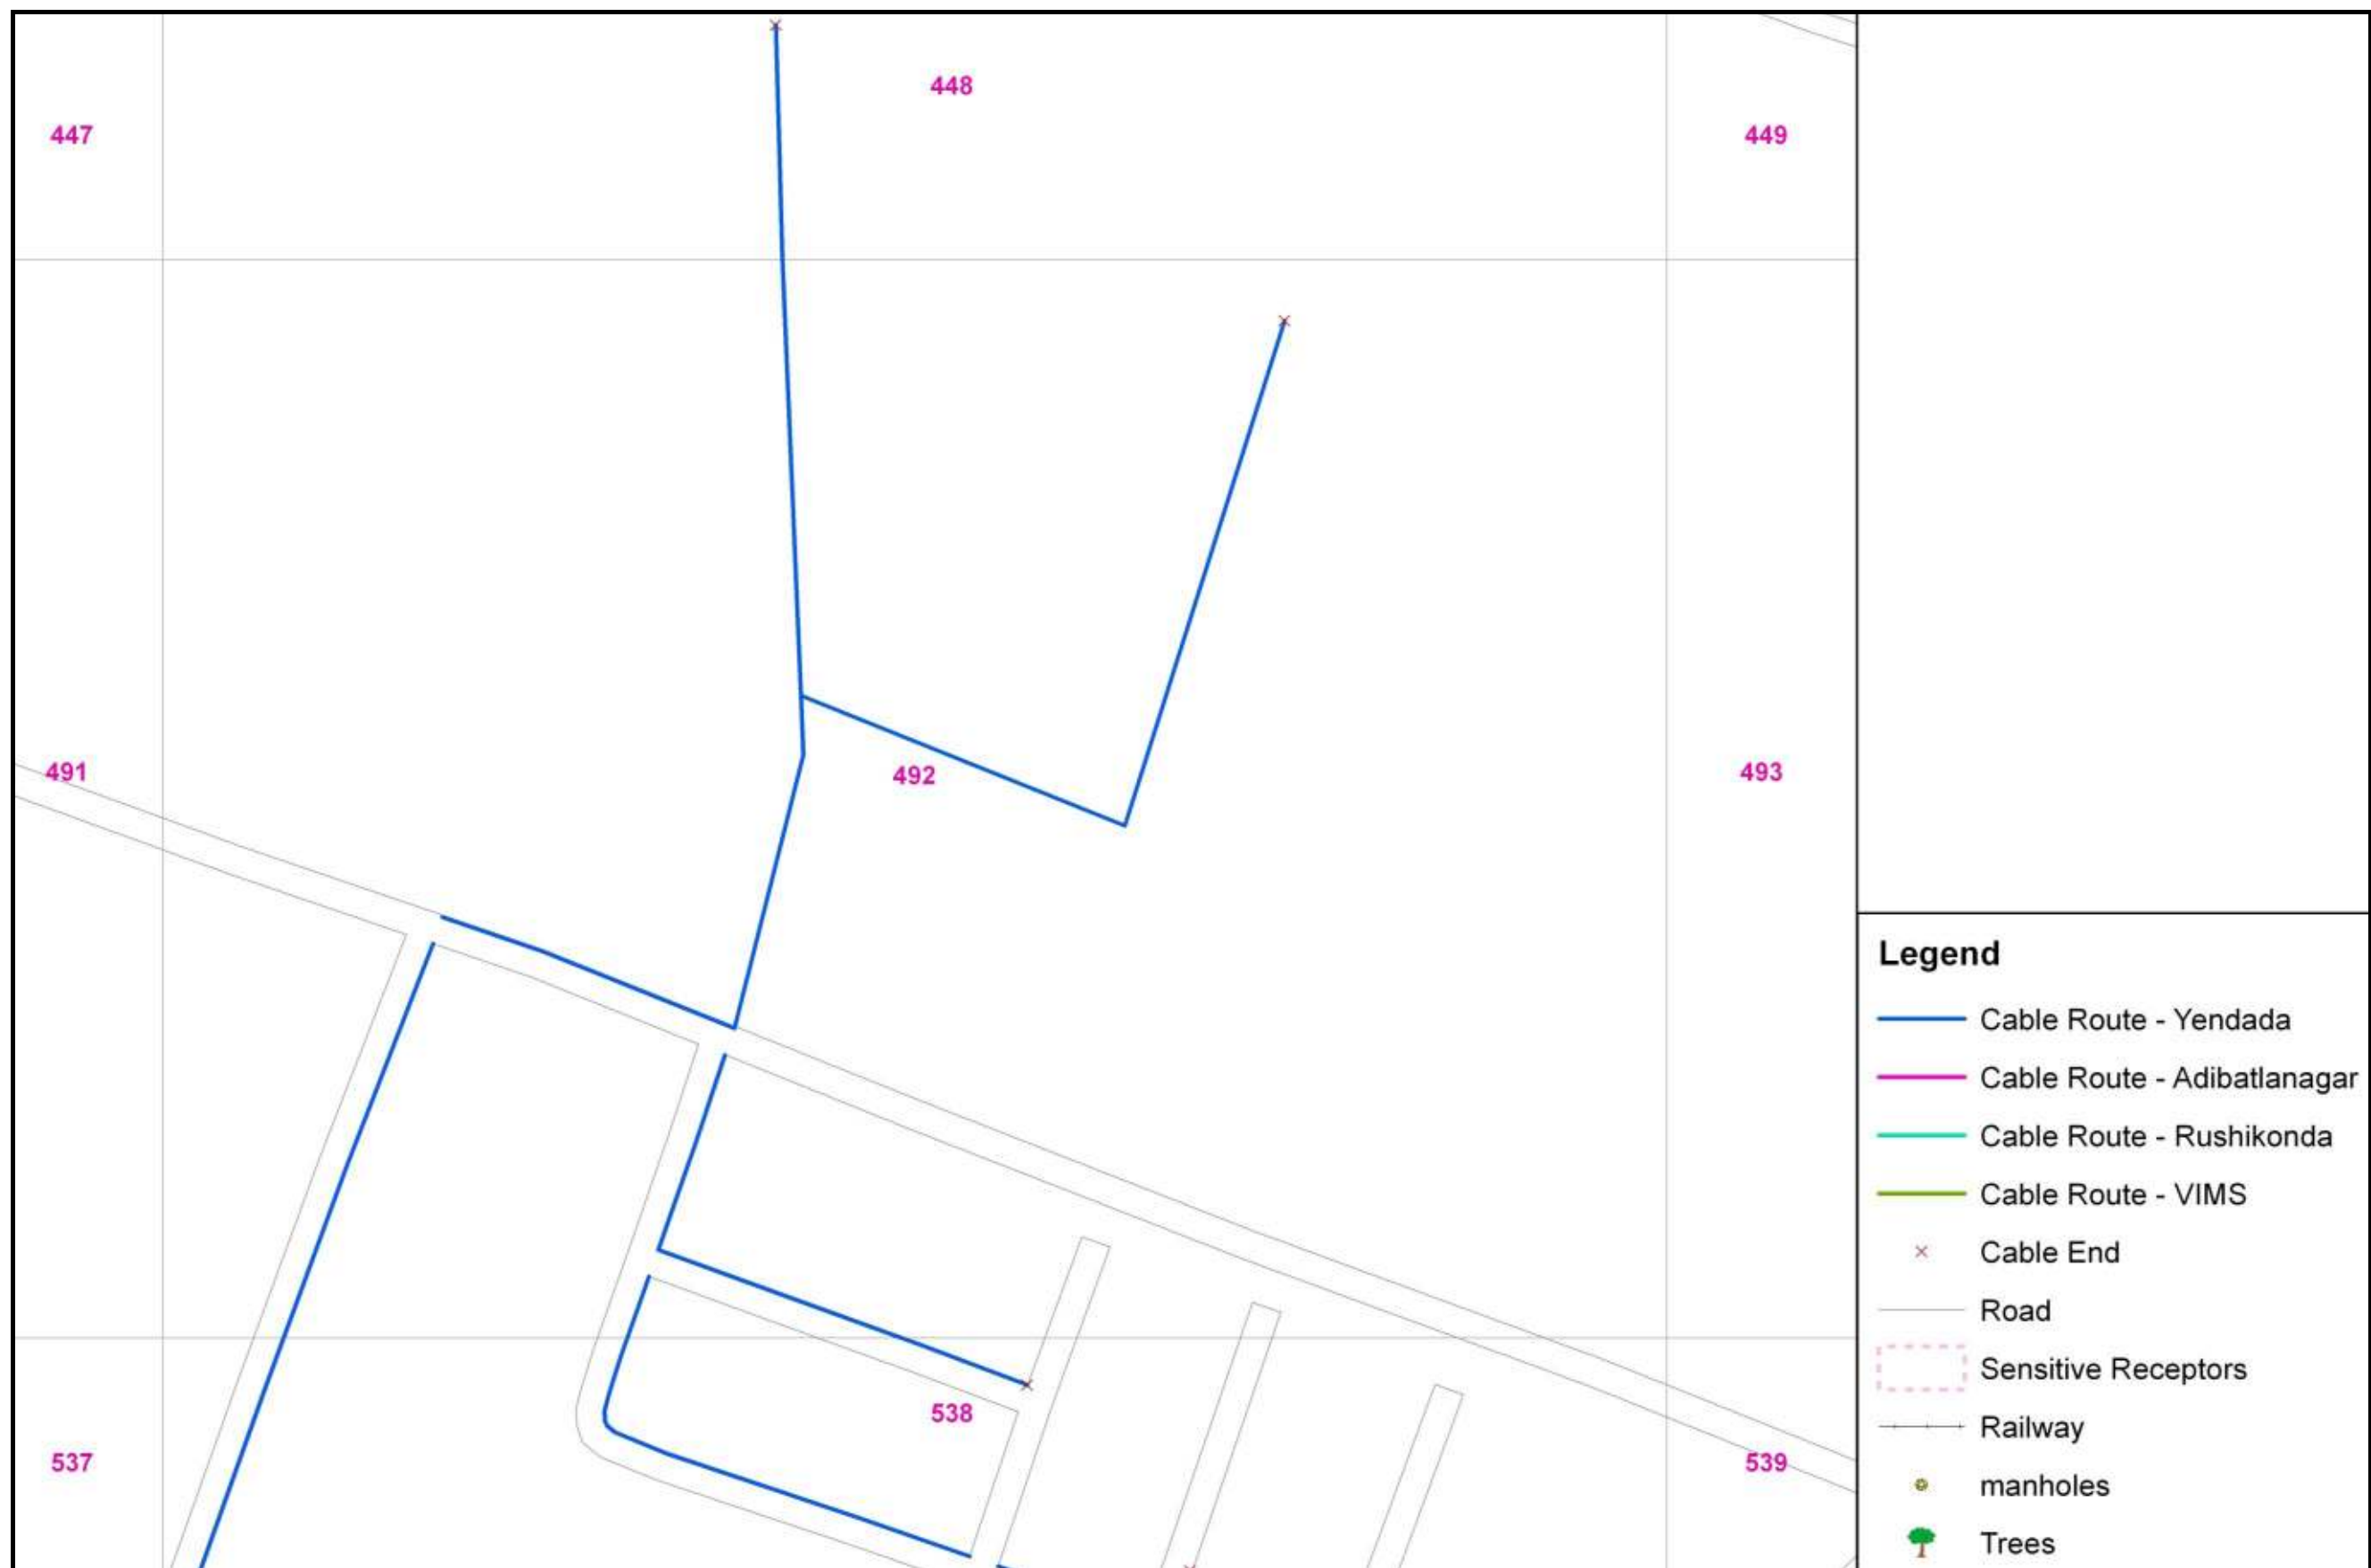 448
447
449
491
492
493
538
537
539
Legend
Cable Route - Yendada
Cable Route - Adibatlanagar
Cable Route - Rushikonda
Cable Route - VIMS
Cable End
Road
Sensitive Receptors
Railway
manholes
Trees